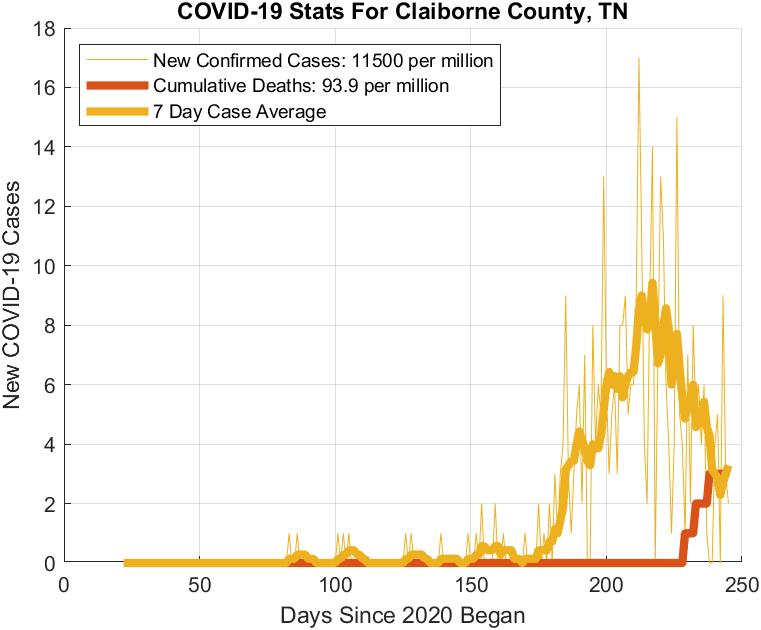 COVID-19 Stats For Claiborne County, TN
18
16
14
12
10
8
6
4
2
0
New Confirmed Cases: 11500 per million
Cumulative Deaths: 93.9 per million
7 Day Case Average
New COVID-19 Cases
0
50
100
150
200
250
Days Since 2020 Began